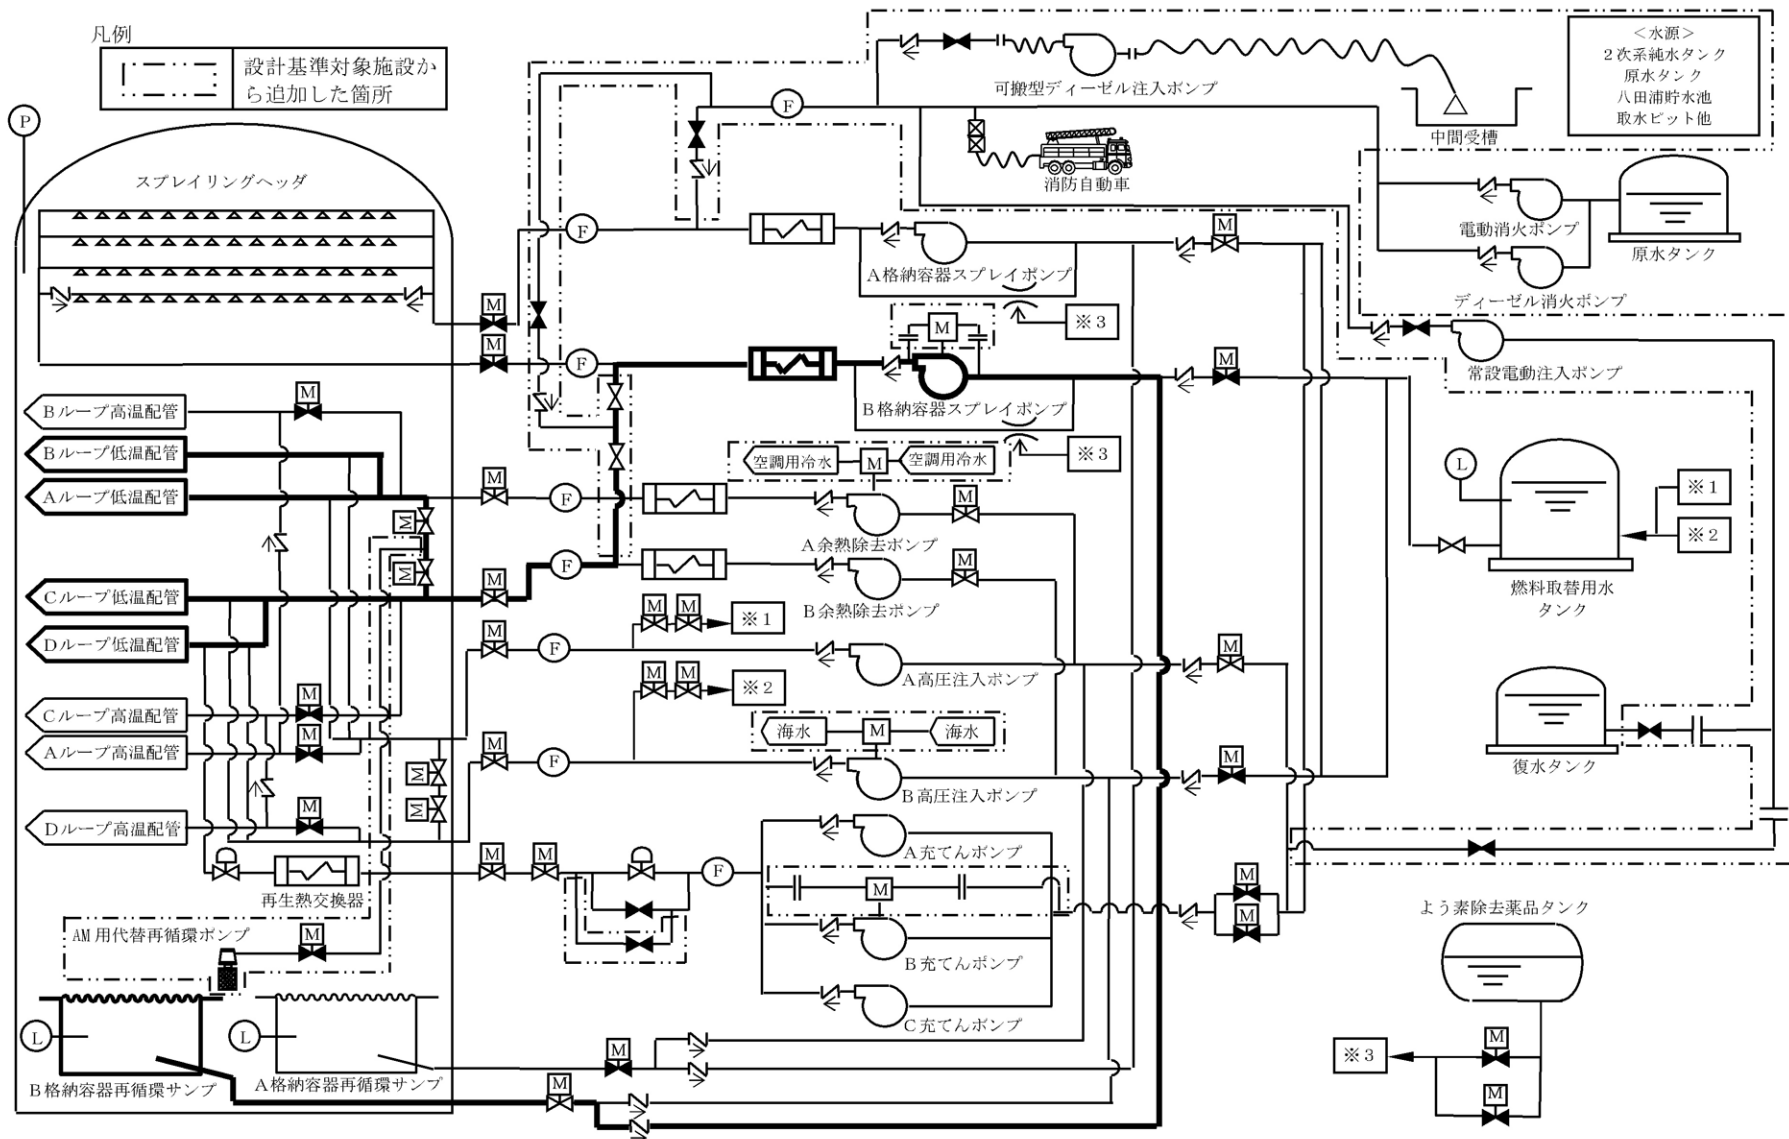 凡例
設計基準対象施設か
ら追加した箇所
P
スプレイリングヘッダ
F
可搬型ディーゼル注入ポンプ
中間受槽
<水源>
2次系純水タンク
原水タンク
八田浦貯水池
取水ピット他
消防自動車
電動消火ポンプ
原水タンク
ディーゼル消火ポンプ
F
M
A格納容器スプレイポンプ
※3
M
M
F
M
M
B格納容器スプレイポンプ
※3
常設電動注入ポンプ
Bループ高温配管
M
Bループ低温配管
Aループ低温配管
M
M
M
F
空調用冷水
M
空調用冷水
M
A余熱除去ポンプ
L
※1
※2
燃料取替用水
タンク
Cループ低温配管
M
F
M
B余熱除去ポンプ
Dループ低温配管
M
M
※1
M
F
A高圧注入ポンプ
M
M
M
※2
Cループ高温配管
M
Aループ高温配管
M
海水
M
海水
M
F
M
M
B高圧注入ポンプ
M
復水タンク
Dループ高温配管
M
A充てんポンプ
再生熱交換器
M
M
F
M
B充てんポンプ
M
M
よう素除去薬品タンク
AM用代替再循環ポンプ
M
C充てんポンプ
L
L
B格納容器再循環サンプ
A格納容器再循環サンプ
M
M
※3
M
M